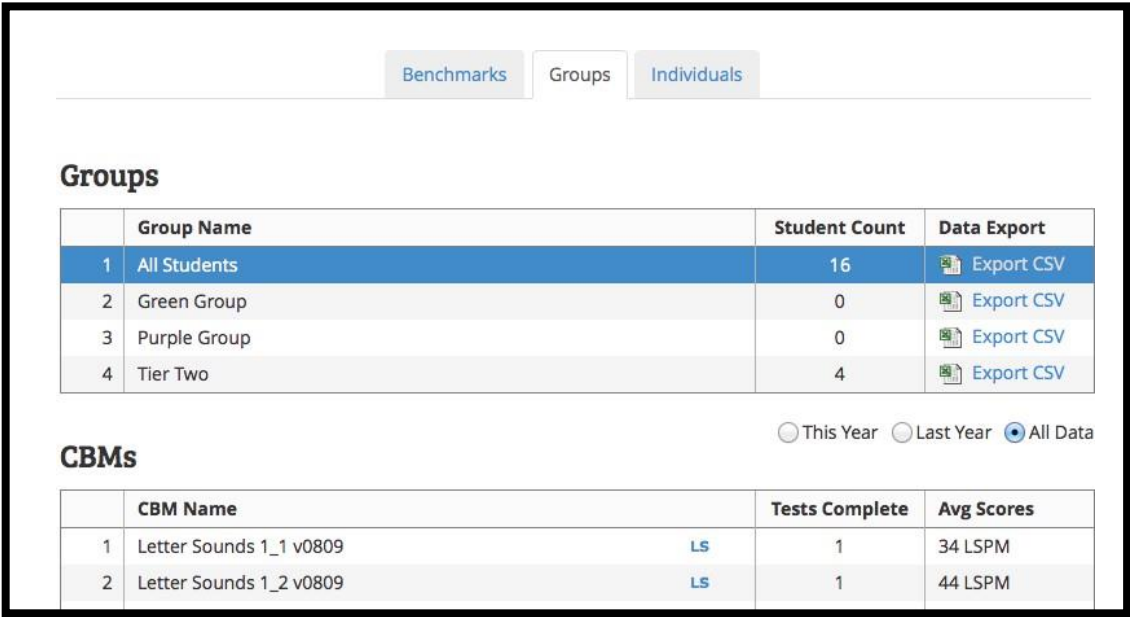 Benchmarks Groups Individuals
Groups
Group Name Student Count Data Export
1 All Students 16 Export CSV
2 Green Group 0 Export CSV
3 Purple Group 0 Export CSV
4 Tier Two 4 Export CSV
This Year Last Year All Data
CBMs
CBM Name Tests Complete Avg Scores
1 Letter Sounds 1_1 v0809 LS 1 34 LSPM
2 Letter Sounds 1_2 v0809 LS 1 44 LSPM